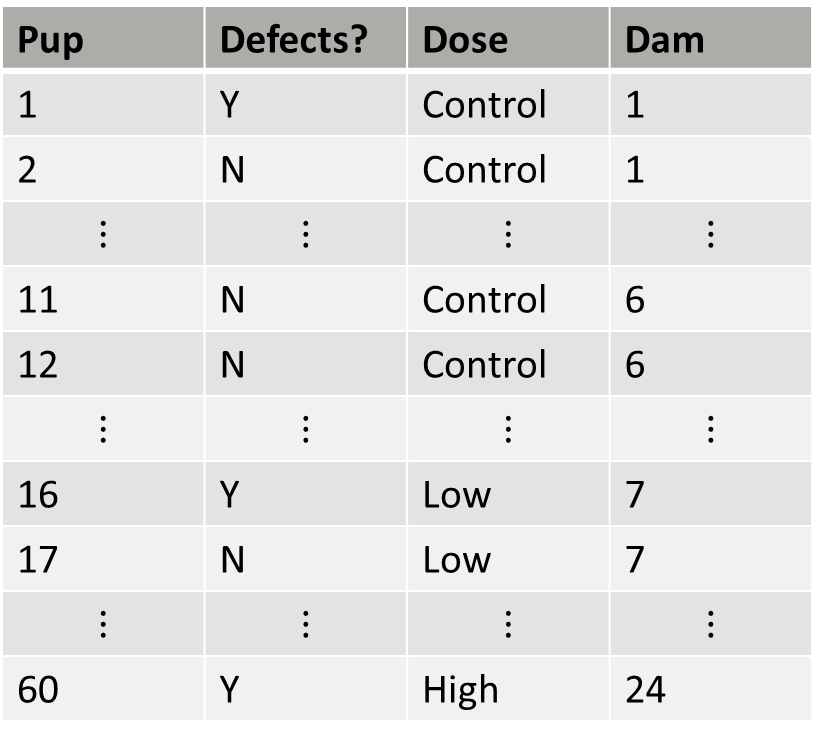 Pup Defects? Dose Dam
1 Y Control 1
2 N Control 1
⋮ ⋮ ⋮ ⋮
11 N Control 6
12 N Control 6
⋮ ⋮ ⋮ ⋮
16 Y Low 7
17 N Low 7
⋮ ⋮ ⋮ ⋮
60 Y High 24